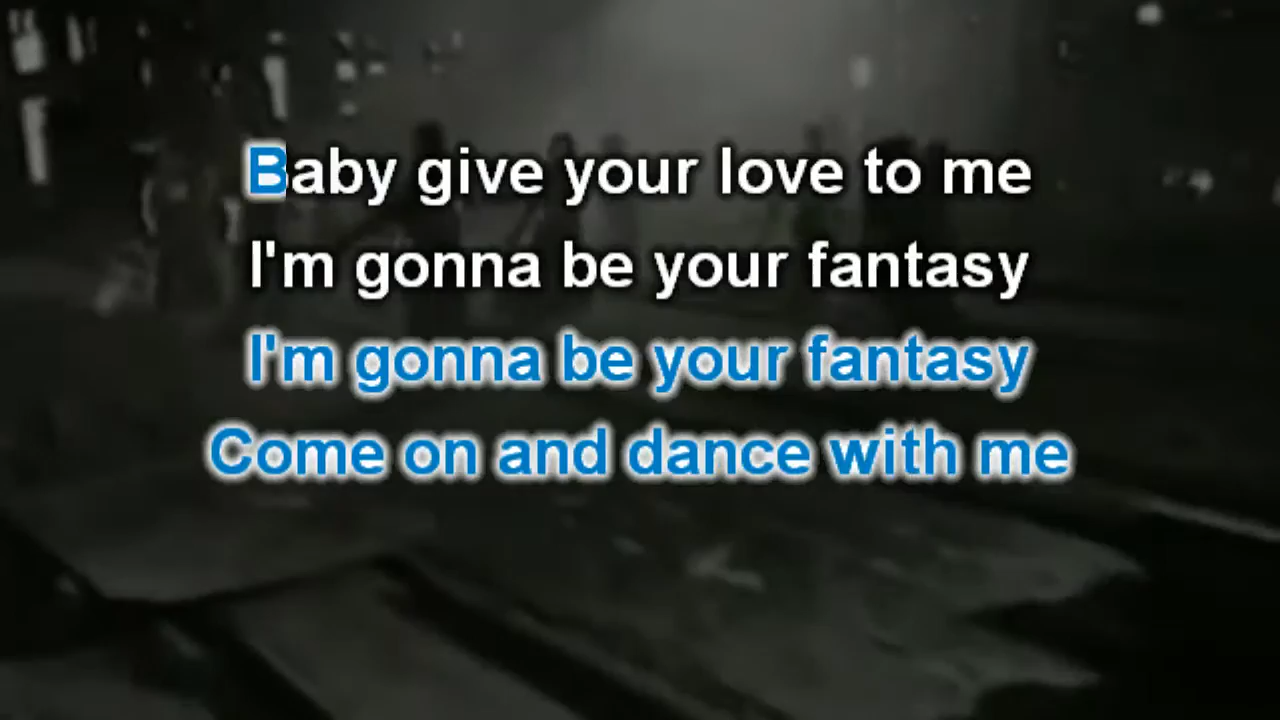 Baby give your love to me
I'm gonna be your fantasy
I'm gonna be your fantasy
Come on and dance with me